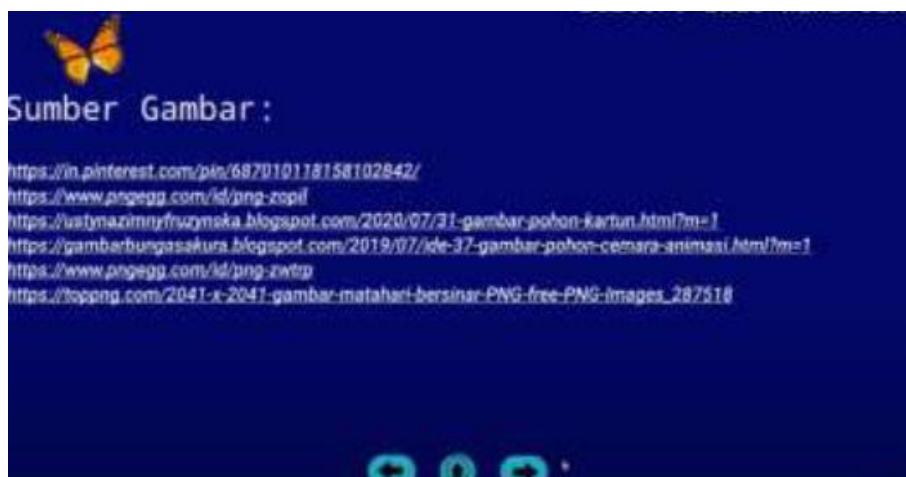 Sumber Gambar:
https://in.pinterest.com/pin/687010118158102842/
https://www.pngegg.com/id/png-zopil
https://ustynazimnyfruzynska.blogspot.com/2020/07/31-gambar-pohon-kartun.html?m=1
https://gambarbungasakura.blogspot.com/2019/07/ide-37-gambar-pohon-cemara-animasi.html?m=1
https://www.pngegg.com/id/png-zwtrp
https://toppng.com/2041-x-2041-gambar-matahari-bersinar-PNG-free-PNG-Images_287518